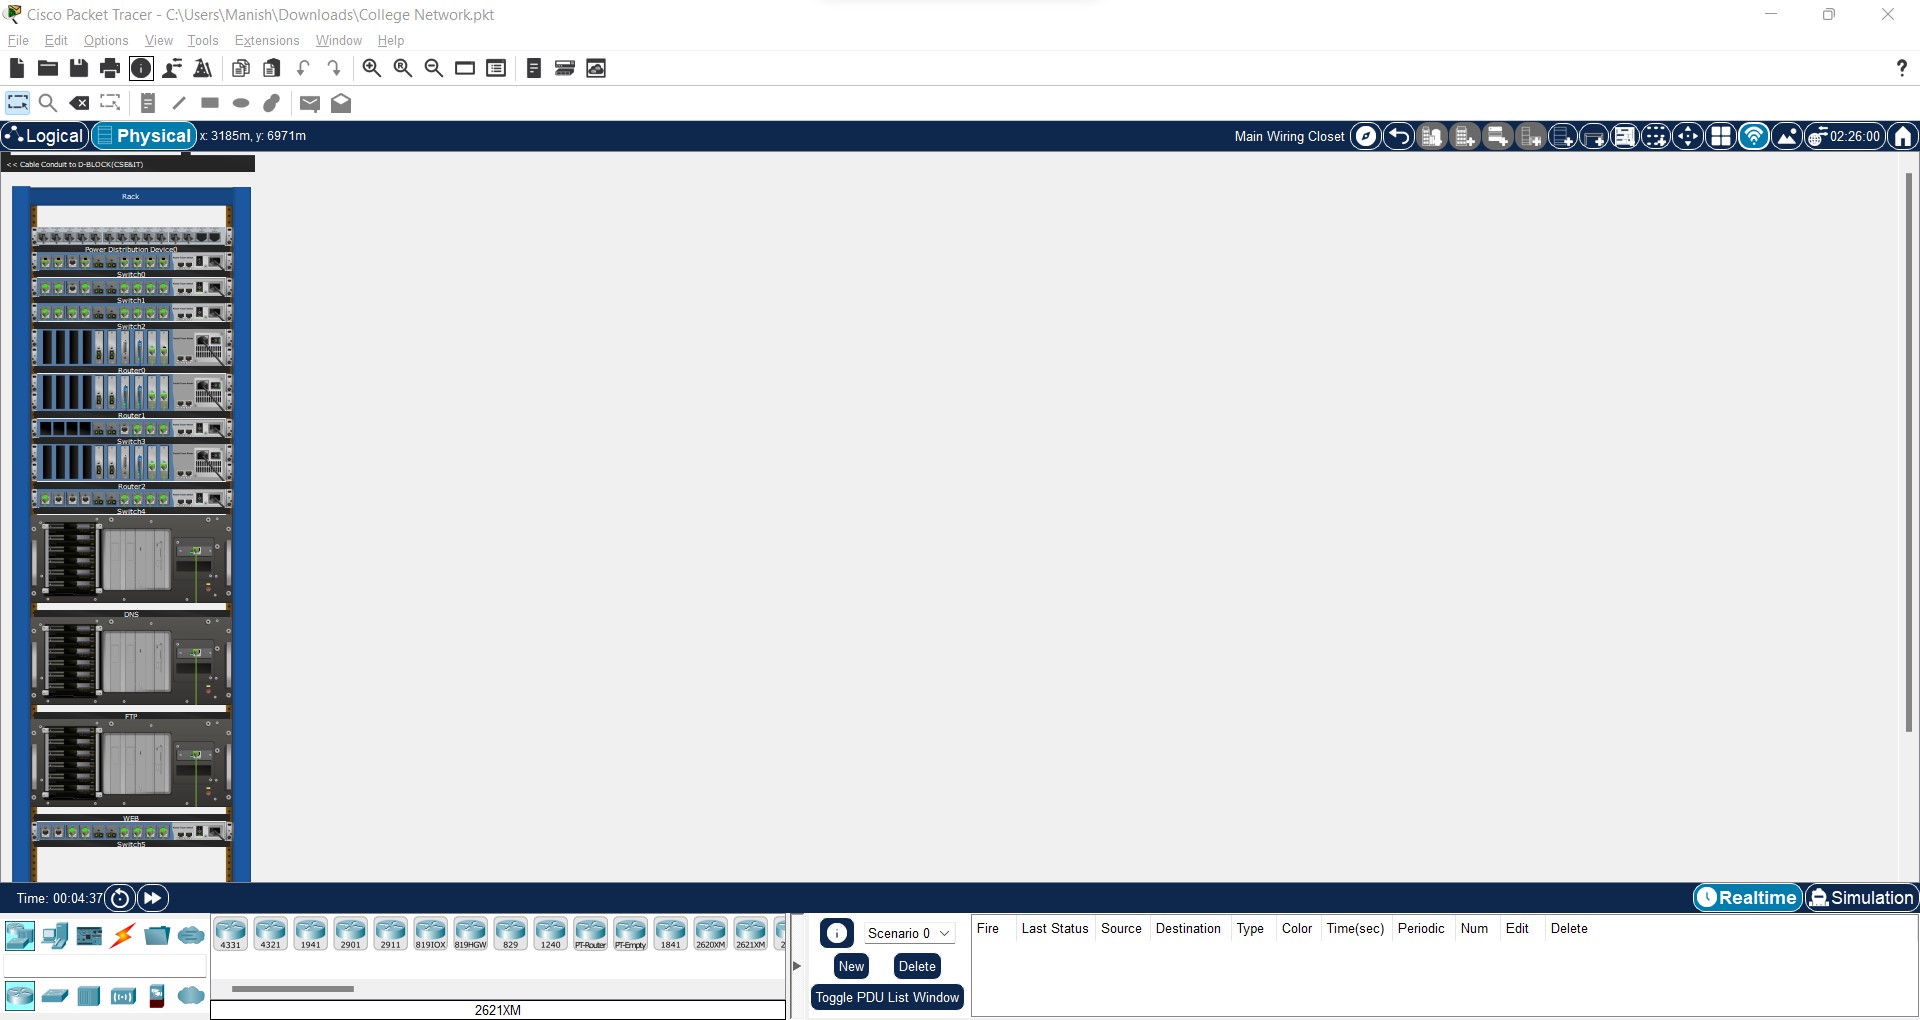 Cisco Packet Tracer - C:\Users\Manish\Downloads\College Network.pkt
File Edit Options View Tools Extensions Window Help
?
Logical Physical x: 3185m, y: 6971m Main Wiring Closet 02:26:00
<< Cable Conduit to D-BLOCK(CSE&IT)
Rack
Power Distribution Device0
Switch0
Switch1
Switch2
Router0
Router1
Switch3
Router2
Switch4
DNS
FTP
WEB
Switch5
Time: 00:04:37 Realtime Simulation
4331 4321 1941 2901 2911 819IOX 819HGW 829 1240 PT-Router PT-Empty 1841 2620XM 2621XM 2
2621XM
Scenario 0
New Delete
Toggle PDU List Window
Fire Last Status Source Destination Type Color Time(sec) Periodic Num Edit Delete